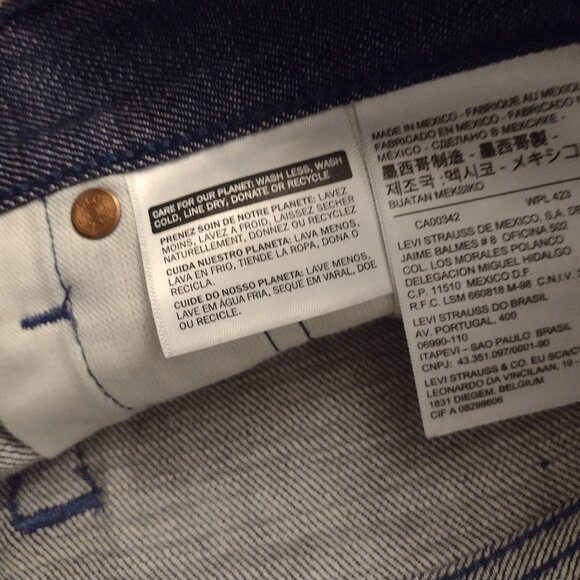 CARE FOR OUR PLANET: WASH LESS, WASH
COLD, LINE DRY, DONATE OR RECYCLE
PRENEZ SOIN DE NOTRE PLANETE: LAVEZ
MOINS, LAVEZ A FROID, LAISSEZ SECHER
NATURELLEMENT, DONNEZ OU RECYCLEZ
CUIDA NUESTRO PLANETA: LAVA MENOS,
LAVA EN FRIO, TIENDE LA ROPA, DONA O
RECICLA.
CUIDE DO NOSSO PLANETA: LAVE MENOS,
LAVE EM ÁGUA FRIA, SEQUE EM VARAL, DOE
OU RECICLE.
MADE IN MEXICO - FABRIQUE AU MEXIQUE
FABRICADO EN MEXICO - FABRICADO
MÉXICO - СДЕЛАНО В МЕКСИКЕ -
墨西哥制造 - 墨西哥製
제조국 :멕시코 - メキシコ
BUATAN MEKSIKO
CA00342 WPL 423
LEVI STRAUSS DE MEXICO, S.A. DE
JAIME BALMES # 8 OFICINA 502
COL. LOS MORALES POLANCO
DELEGACION MIGUEL HIDALGO
C.P. 11510 MEXICO D.F.
R.F.C. LSM 660818 M-98 C.N.I.V.
LEVI STRAUSS DO BRASIL
AV. PORTUGAL, 400
06990-110
ITAPEVI - SAO PAULO BRASIL
CNPJ: 43.351.097/0001-90
LEVI STRAUSS & CO. EU SCA/
LEONARDO DA VINCILAAN, 19 -
1831 DIEGEM, BELGIUM
CIF A 08296606